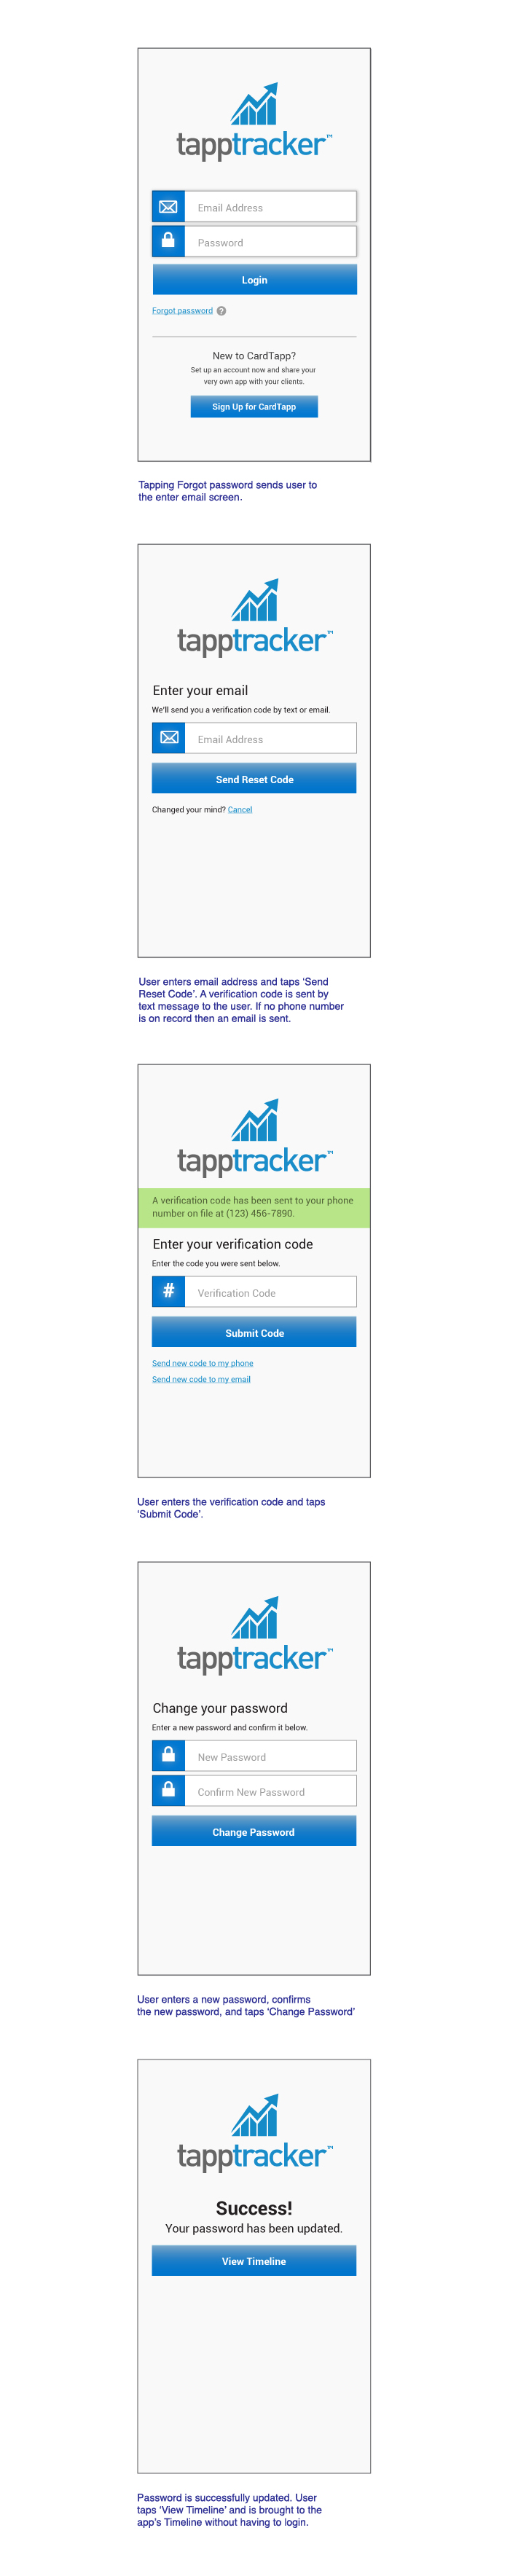 tapptracker™
Email Address
Password
Login
Forgot password ?
New to CardTapp?
Set up an account now and share your
very own app with your clients.
Sign Up for CardTapp
Tapping Forgot password sends user to
the enter email screen.
tapptracker™
Enter your email
We'll send you a verification code by text or email.
Email Address
Send Reset Code
Changed your mind? Cancel
User enters email address and taps ‘Send
Reset Code’. A verification code is sent by
text message to the user. If no phone number
is on record then an email is sent.
tapptracker™
A verification code has been sent to your phone
number on file at (123) 456-7890.
Enter your verification code
Enter the code you were sent below.
# Verification Code
Submit Code
Send new code to my phone
Send new code to my email
User enters the verification code and taps
‘Submit Code’.
tapptracker™
Change your password
Enter a new password and confirm it below.
New Password
Confirm New Password
Change Password
User enters a new password, confirms
the new password, and taps ‘Change Password’
tapptracker™
Success!
Your password has been updated.
View Timeline
Password is successfully updated. User
taps ‘View Timeline’ and is brought to the
app’s Timeline without having to login.